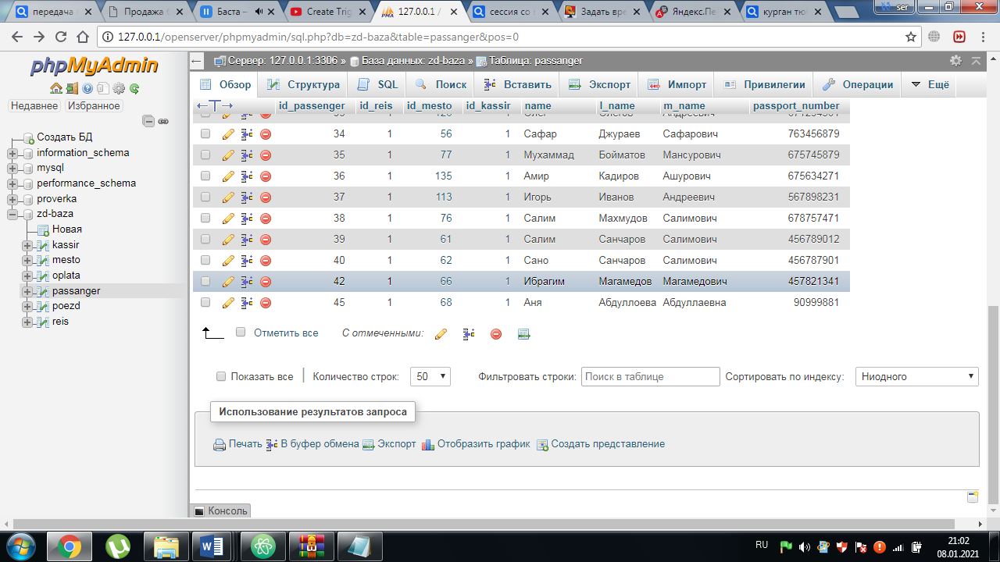 передача
Продажа
Баста –
Create Trig
127.0.0.1 /
сессия со
Задать вре
Яндекс.Пе
курган тю
ser
127.0.0.1/openserver/phpmyadmin/sql.php?db=zd-baza&table=passanger&pos=0
phpMyAdmin
Недавнее Избранное
Создать БД
information_schema
mysql
performance_schema
proverka
zd-baza
Новая
kassir
mesto
oplata
passanger
poezd
reis
Сервер: 127.0.0.1:3306 » База данных: zd-baza » Таблица: passanger
Обзор Структура SQL Поиск Вставить Экспорт Импорт Привилегии Операции Ещё
id_passenger id_reis id_mesto id_kassir name l_name m_name passport_number
34 1 56 1 Сафар Джураев Сафарович 763456879
35 1 77 1 Мухаммад Бойматов Мансурович 675745879
36 1 135 1 Амир Кадиров Ашурович 675634271
37 1 113 1 Игорь Иванов Андреевич 567898231
38 1 76 1 Салим Махмудов Салимович 678757471
39 1 61 1 Салим Санчаров Салимович 456789012
40 1 62 1 Сано Санчаров Салимович 456787901
42 1 66 1 Ибрагим Магамедов Магамедович 457821341
45 1 68 1 Аня Абдуллоева Абдуллаевна 90999881
Отметить все С отмеченными:
Показать все Количество строк: 50 Фильтровать строки: Поиск в таблице Сортировать по индексу: Ниодного
Использование результатов запроса
Печать В буфер обмена Экспорт Отобразить график Создать представление
Консоль
RU
21:02
08.01.2021